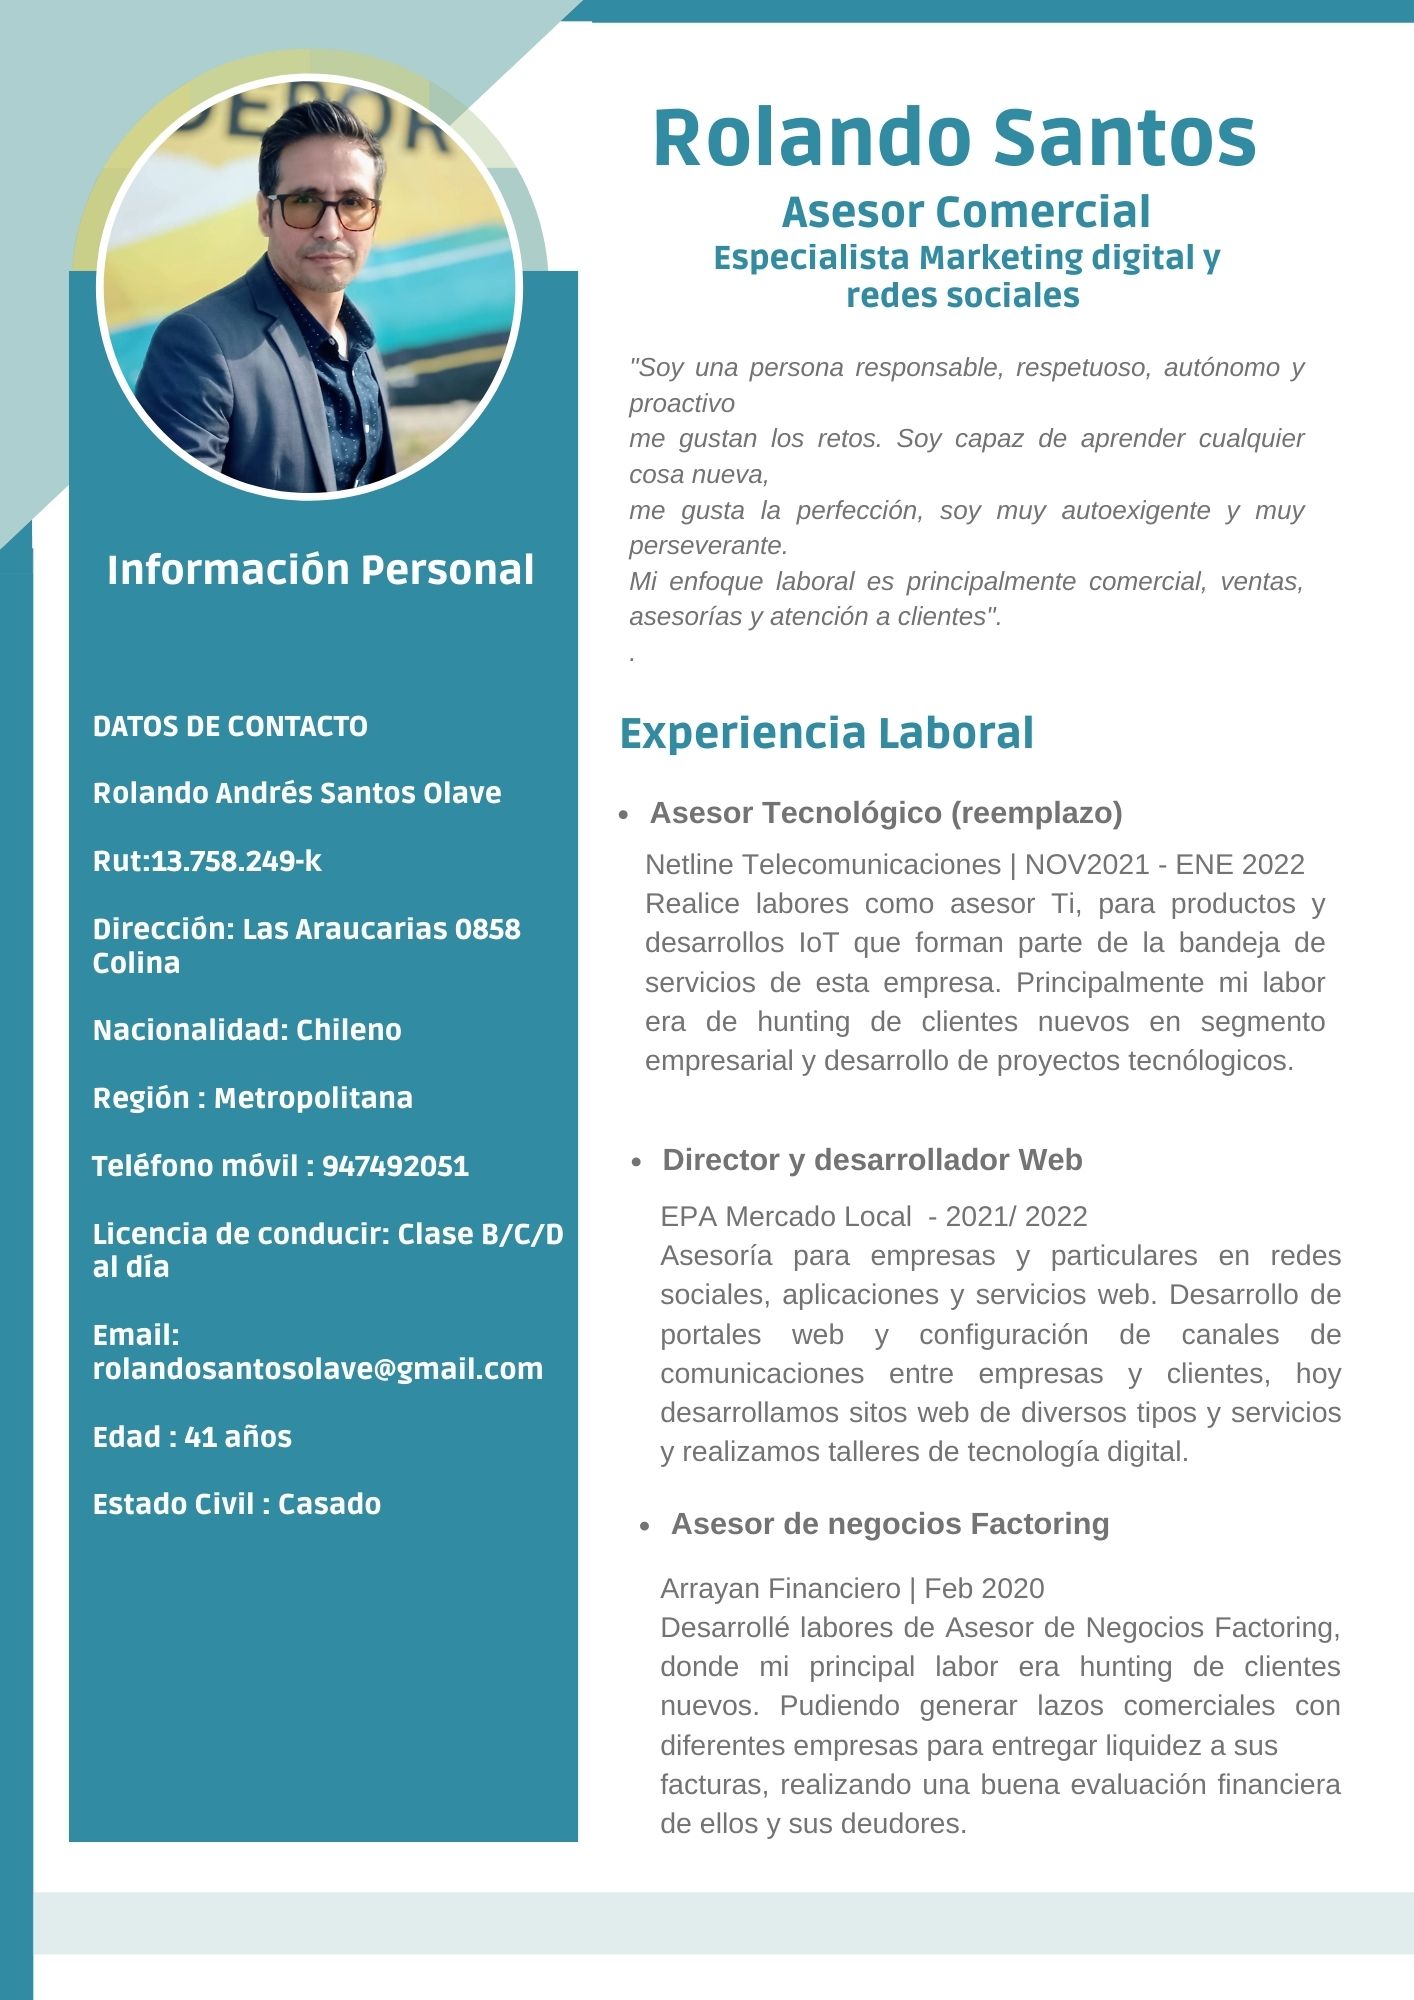 DEPOR
Rolando Santos
Asesor Comercial
Especialista Marketing digital y
redes sociales
"Soy una persona responsable, respetuoso, autónomo y
proactivo
me gustan los retos. Soy capaz de aprender cualquier
cosa nueva,
me gusta la perfección, soy muy autoexigente y muy
perseverante.
Mi enfoque laboral es principalmente comercial, ventas,
asesorías y atención a clientes".
.
Información Personal
DATOS DE CONTACTO
Rolando Andrés Santos Olave
Rut:13.758.249-k
Dirección: Las Araucarias 0858
Colina
Nacionalidad: Chileno
Región : Metropolitana
Teléfono móvil : 947492051
Licencia de conducir: Clase B/C/D
al día
Email:
rolandosantosolave@gmail.com
Edad : 41 años
Estado Civil : Casado
Experiencia Laboral
• Asesor Tecnológico (reemplazo)
Netline Telecomunicaciones | NOV2021 - ENE 2022
Realice labores como asesor Ti, para productos y
desarrollos IoT que forman parte de la bandeja de
servicios de esta empresa. Principalmente mi labor
era de hunting de clientes nuevos en segmento
empresarial y desarrollo de proyectos tecnólogicos.
• Director y desarrollador Web
EPA Mercado Local - 2021/ 2022
Asesoría para empresas y particulares en redes
sociales, aplicaciones y servicios web. Desarrollo de
portales web y configuración de canales de
comunicaciones entre empresas y clientes, hoy
desarrollamos sitos web de diversos tipos y servicios
y realizamos talleres de tecnología digital.
• Asesor de negocios Factoring
Arrayan Financiero | Feb 2020
Desarrollé labores de Asesor de Negocios Factoring,
donde mi principal labor era hunting de clientes
nuevos. Pudiendo generar lazos comerciales con
diferentes empresas para entregar liquidez a sus
facturas, realizando una buena evaluación financiera
de ellos y sus deudores.